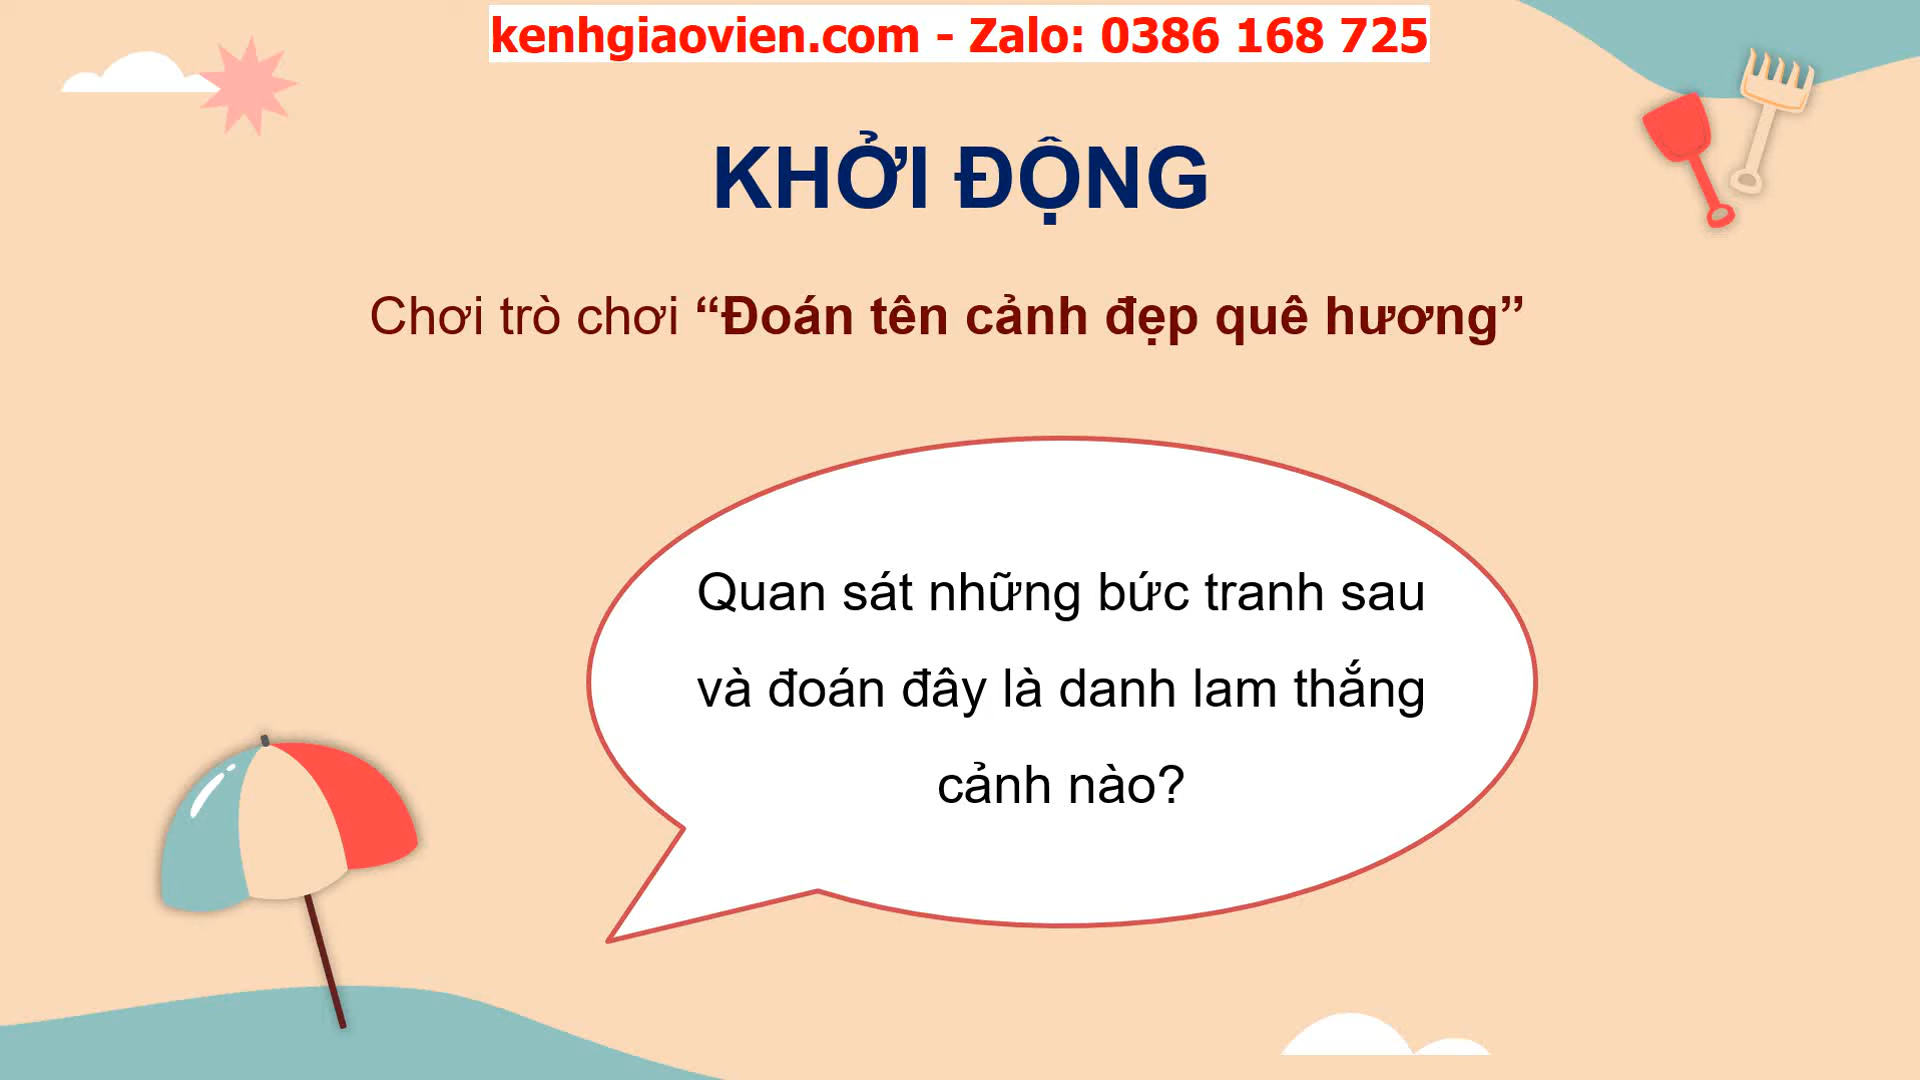 kenhgiaovien.com - Zalo: 0386 168 725
KHỞI ĐỘNG
Chơi trò chơi “Đoán tên cảnh đẹp quê hương”
Quan sát những bức tranh sau
và đoán đây là danh lam thắng
cảnh nào?